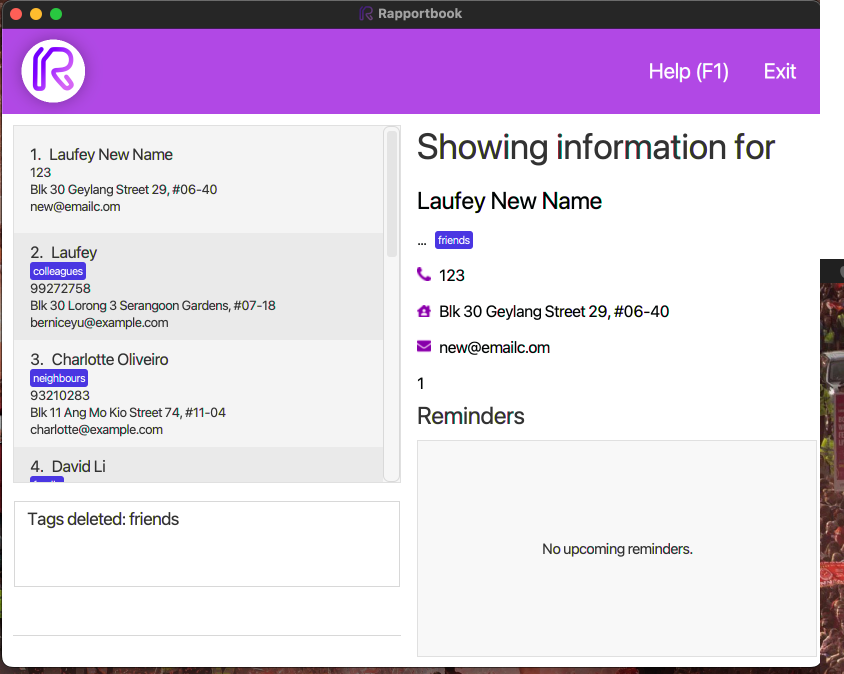 Rapportbook
Help (F1) Exit
1. Laufey New Name
123
Blk 30 Geylang Street 29, #06-40
new@emailc.om
2. Laufey
colleagues
99272758
Blk 30 Lorong 3 Serangoon Gardens, #07-18
berniceyu@example.com
3. Charlotte Oliveiro
neighbours
93210283
Blk 11 Ang Mo Kio Street 74, #11-04
charlotte@example.com
4. David Li
Tags deleted: friends
Showing information for
Laufey New Name
... friends
123
Blk 30 Geylang Street 29, #06-40
new@emailc.om
1
Reminders
No upcoming reminders.